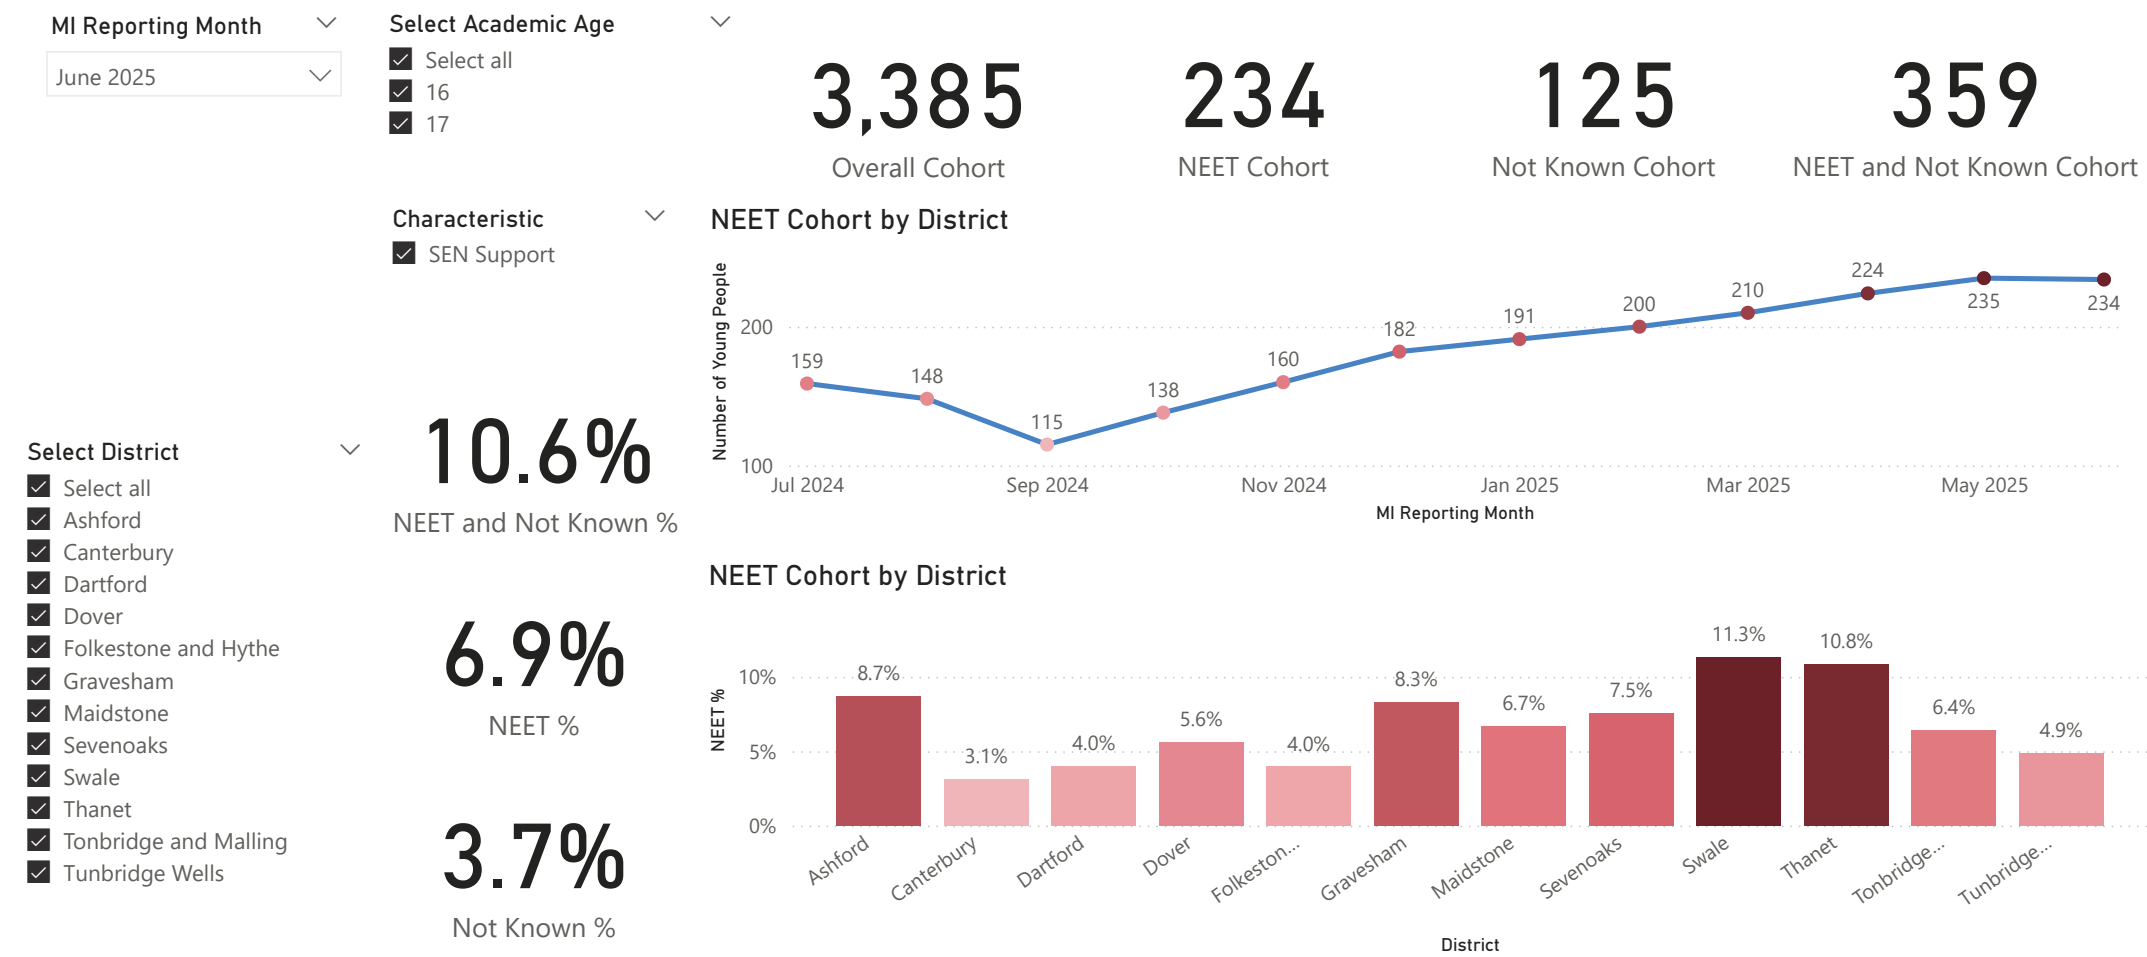 MI Reporting Month
June 2025
Select Academic Age
Select all
16
17
3,385
Overall Cohort
234
NEET Cohort
125
Not Known Cohort
359
NEET and Not Known Cohort
Characteristic
SEN Support
NEET Cohort by District
Number of Young People
200
100
159
148
115
138
160
182
191
200
210
224
235
234
Jul 2024
Sep 2024
Nov 2024
Jan 2025
Mar 2025
May 2025
MI Reporting Month
Select District
Select all
Ashford
Canterbury
Dartford
Dover
Folkestone and Hythe
Gravesham
Maidstone
Sevenoaks
Swale
Thanet
Tonbridge and Malling
Tunbridge Wells
10.6%
NEET and Not Known %
6.9%
NEET %
3.7%
Not Known %
NEET Cohort by District
NEET %
10%
5%
0%
8.7%
3.1%
4.0%
5.6%
4.0%
8.3%
6.7%
7.5%
11.3%
10.8%
6.4%
4.9%
Ashford
Canterbury
Dartford
Dover
Folkeston...
Gravesham
Maidstone
Sevenoaks
Swale
Thanet
Tonbridge...
Tunbridge...
District